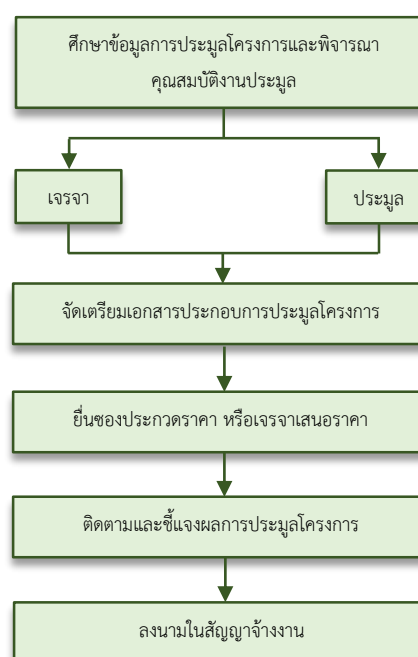 ศึกษาข้อมูลการประมูลโครงการและพิจารณา
คุณสมบัติงานประมูล
เจรจา
ประมูล
จัดเตรียมเอกสารประกอบการประมูลโครงการ
ยื่นซองประกวดราคา หรือเจรจาเสนอราคา
ติดตามและชี้แจงผลการประมูลโครงการ
ลงนามในสัญญาจ้างงาน